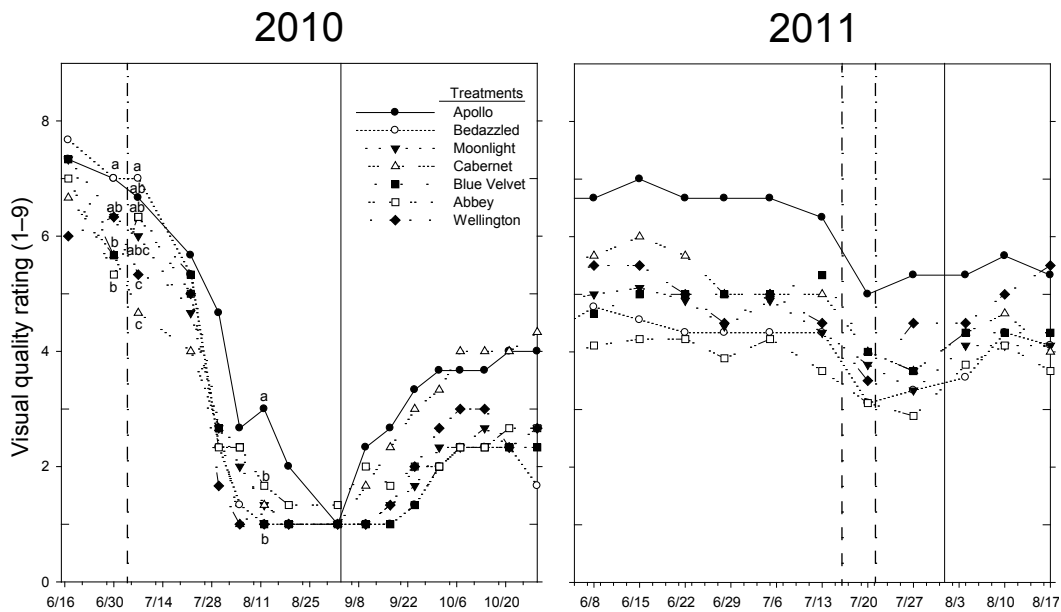 2010
2011
Visual quality rating (1–9)
8
6
4
2
0
Treatments
Apollo
Bedazzled
Moonlight
Cabernet
Blue Velvet
Abbey
Wellington
a
a
ab
ab
ab
b
abc
b
c
c
a
b
b
6/16 6/30 7/14 7/28 8/11 8/25 9/8 9/22 10/6 10/20
6/8 6/15 6/22 6/29 7/6 7/13 7/20 7/27 8/3 8/10 8/17